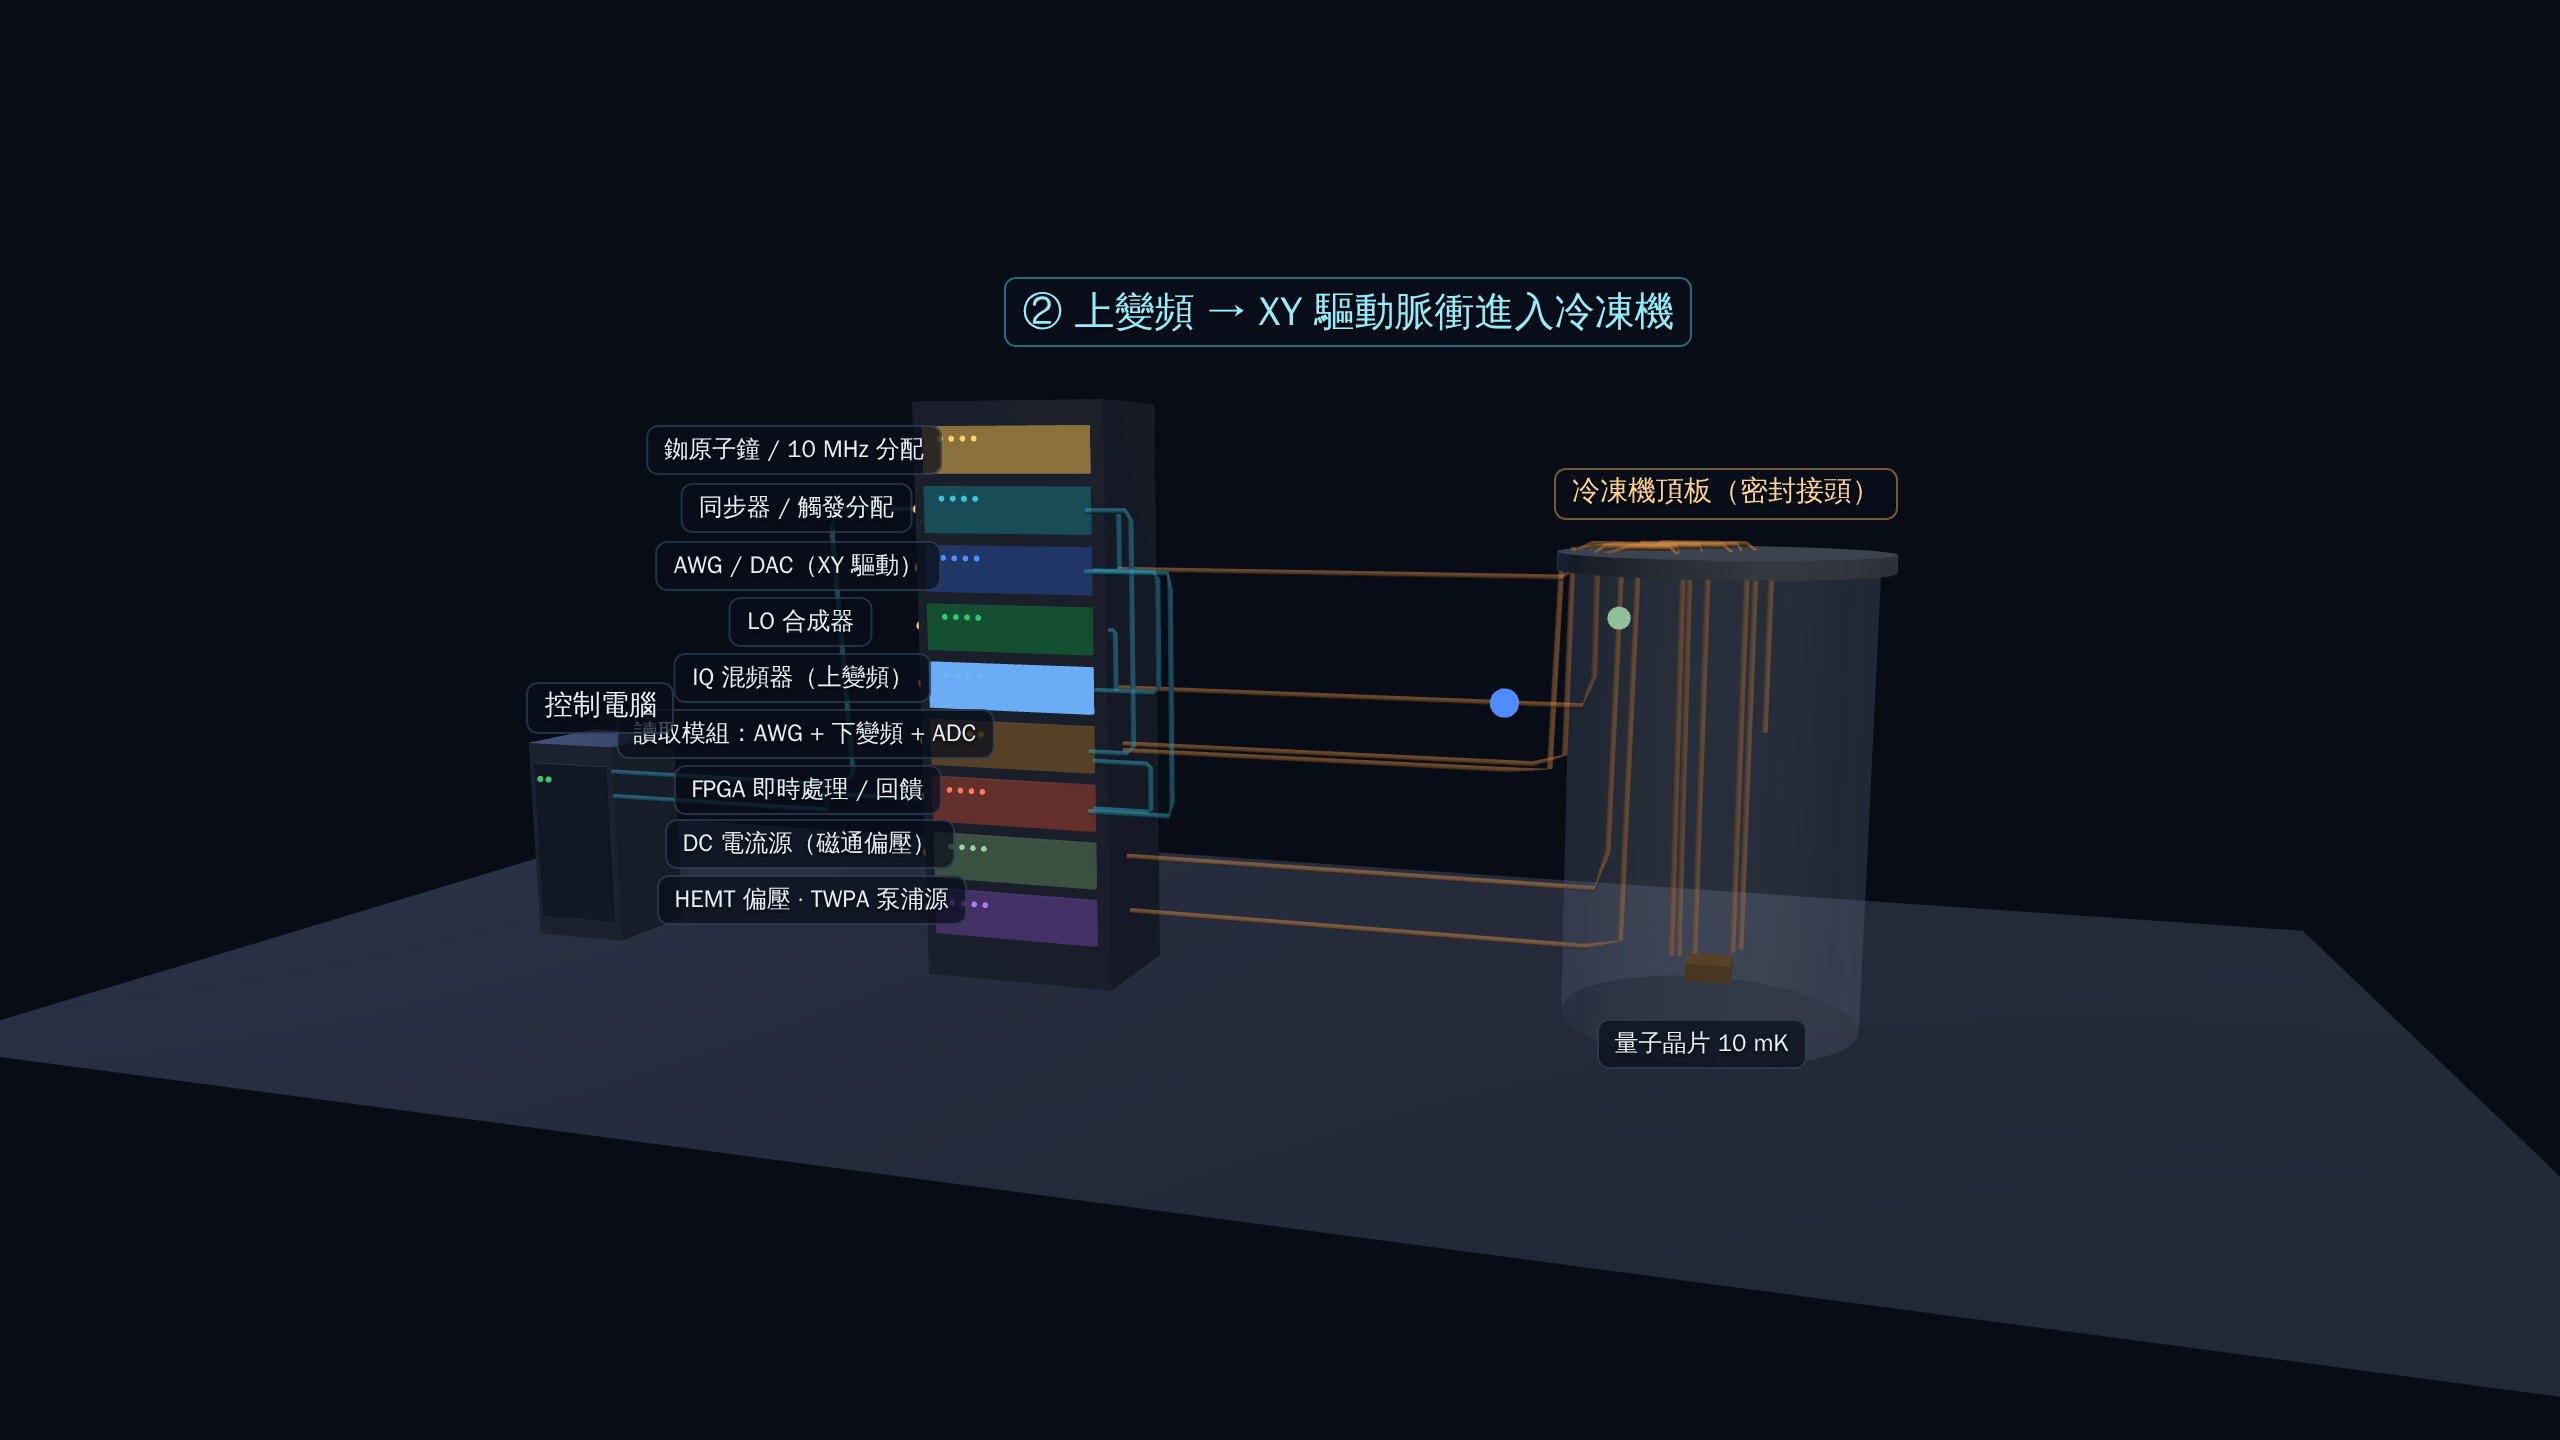 ② 上變頻 → XY 驅動脈衝進入冷凍機
銣原子鐘 / 10 MHz 分配
同步器 / 觸發分配
AWG / DAC（XY 驅動）
LO 合成器
IQ 混頻器（上變頻）
控制電腦
讀取模組：AWG + 下變頻 + ADC
FPGA 即時處理 / 回饋
DC 電流源（磁通偏壓）
HEMT 偏壓 · TWPA 泵浦源
冷凍機頂板（密封接頭）
量子晶片 10 mK